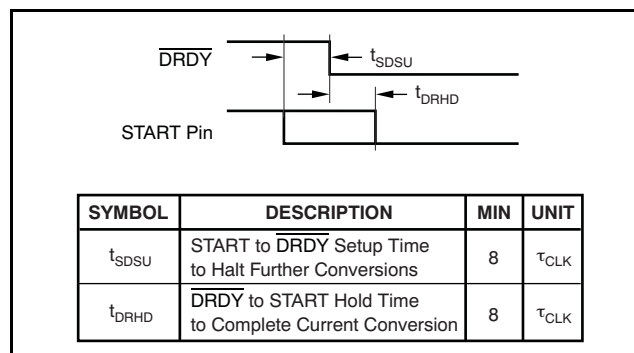 DRDY
tSDSU
tDRHD
START Pin
SYMBOL DESCRIPTION MIN UNIT
tSDSU START to DRDY Setup Time to Halt Further Conversions 8 τCLK
tDRHD DRDY to START Hold Time to Complete Current Conversion 8 τCLK